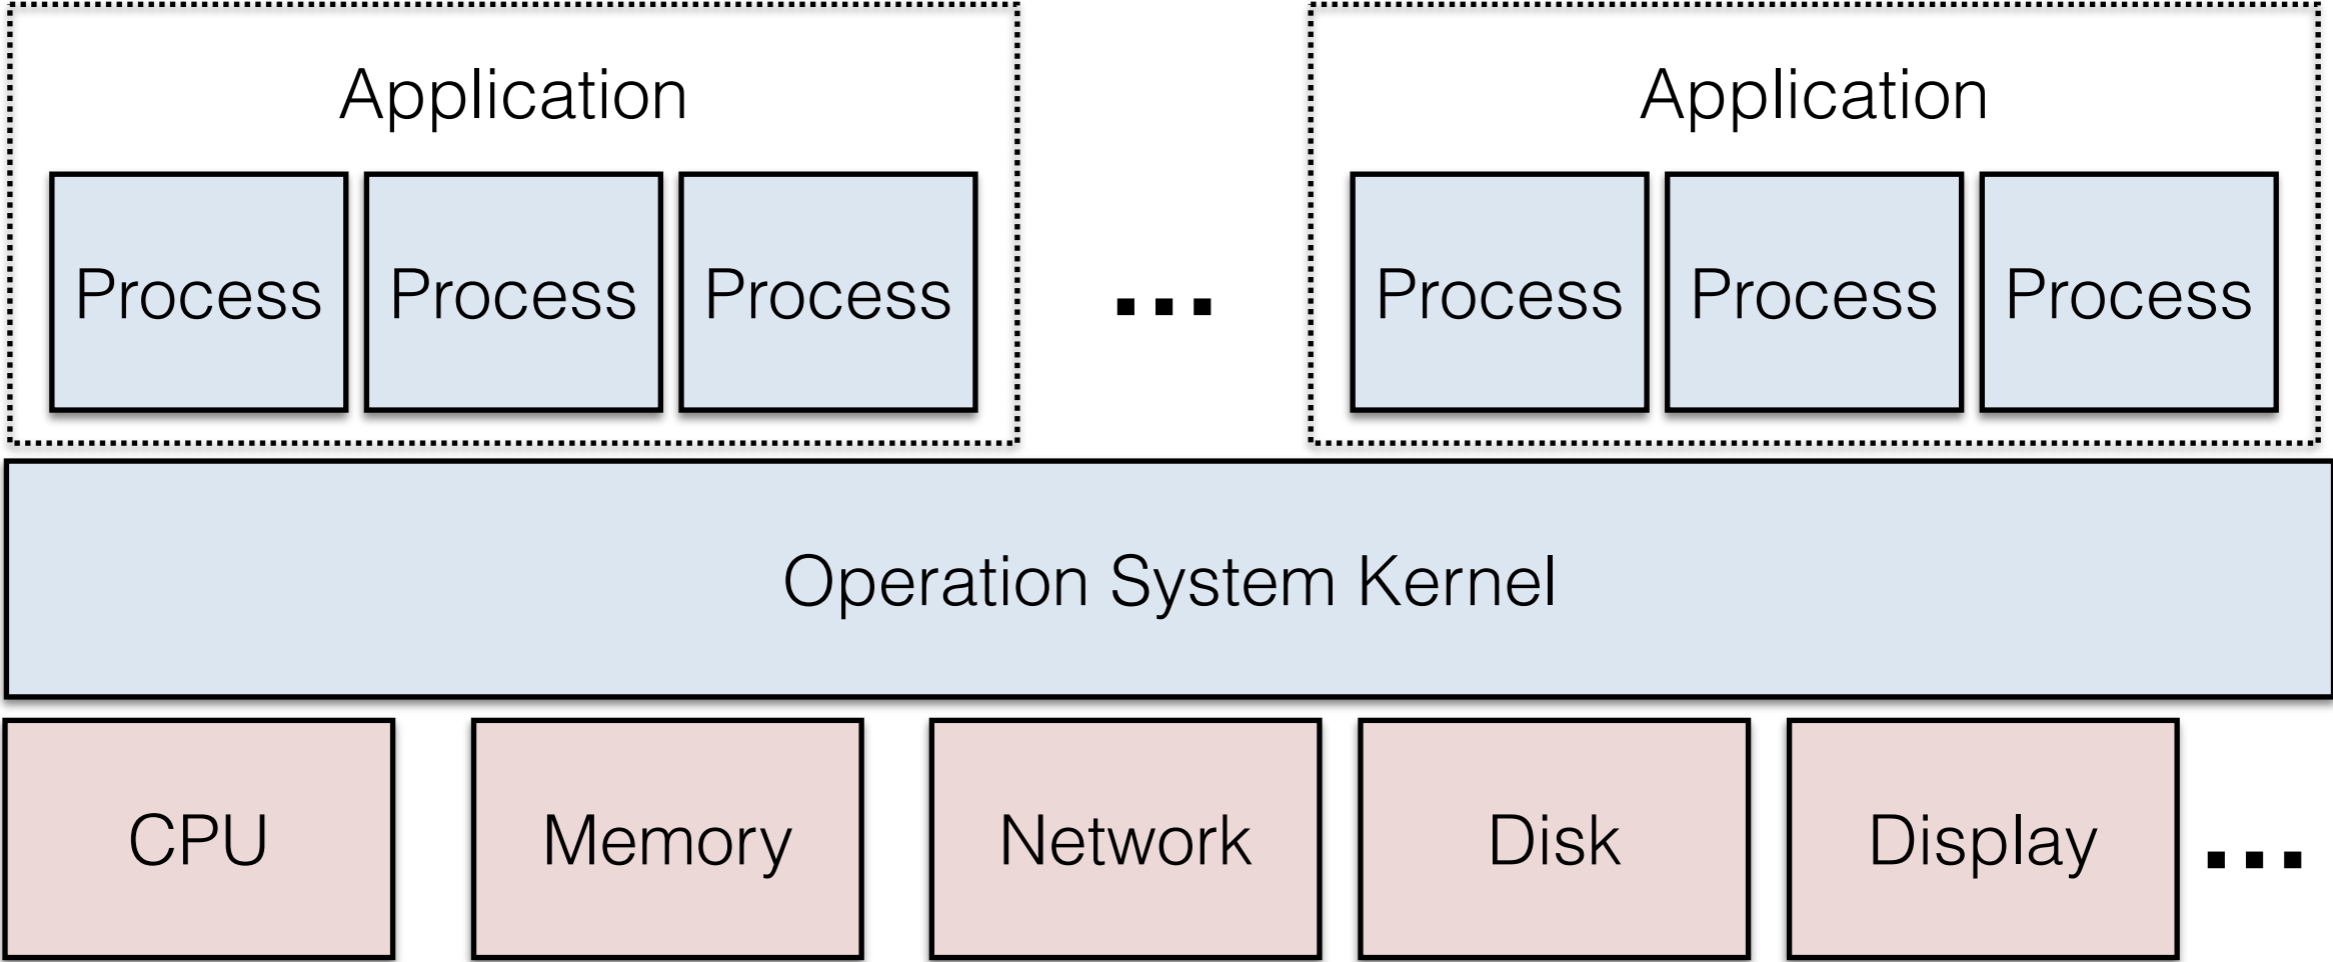 Application
Application
Process Process Process ... Process Process Process
Operation System Kernel
CPU Memory Network Disk Display ...